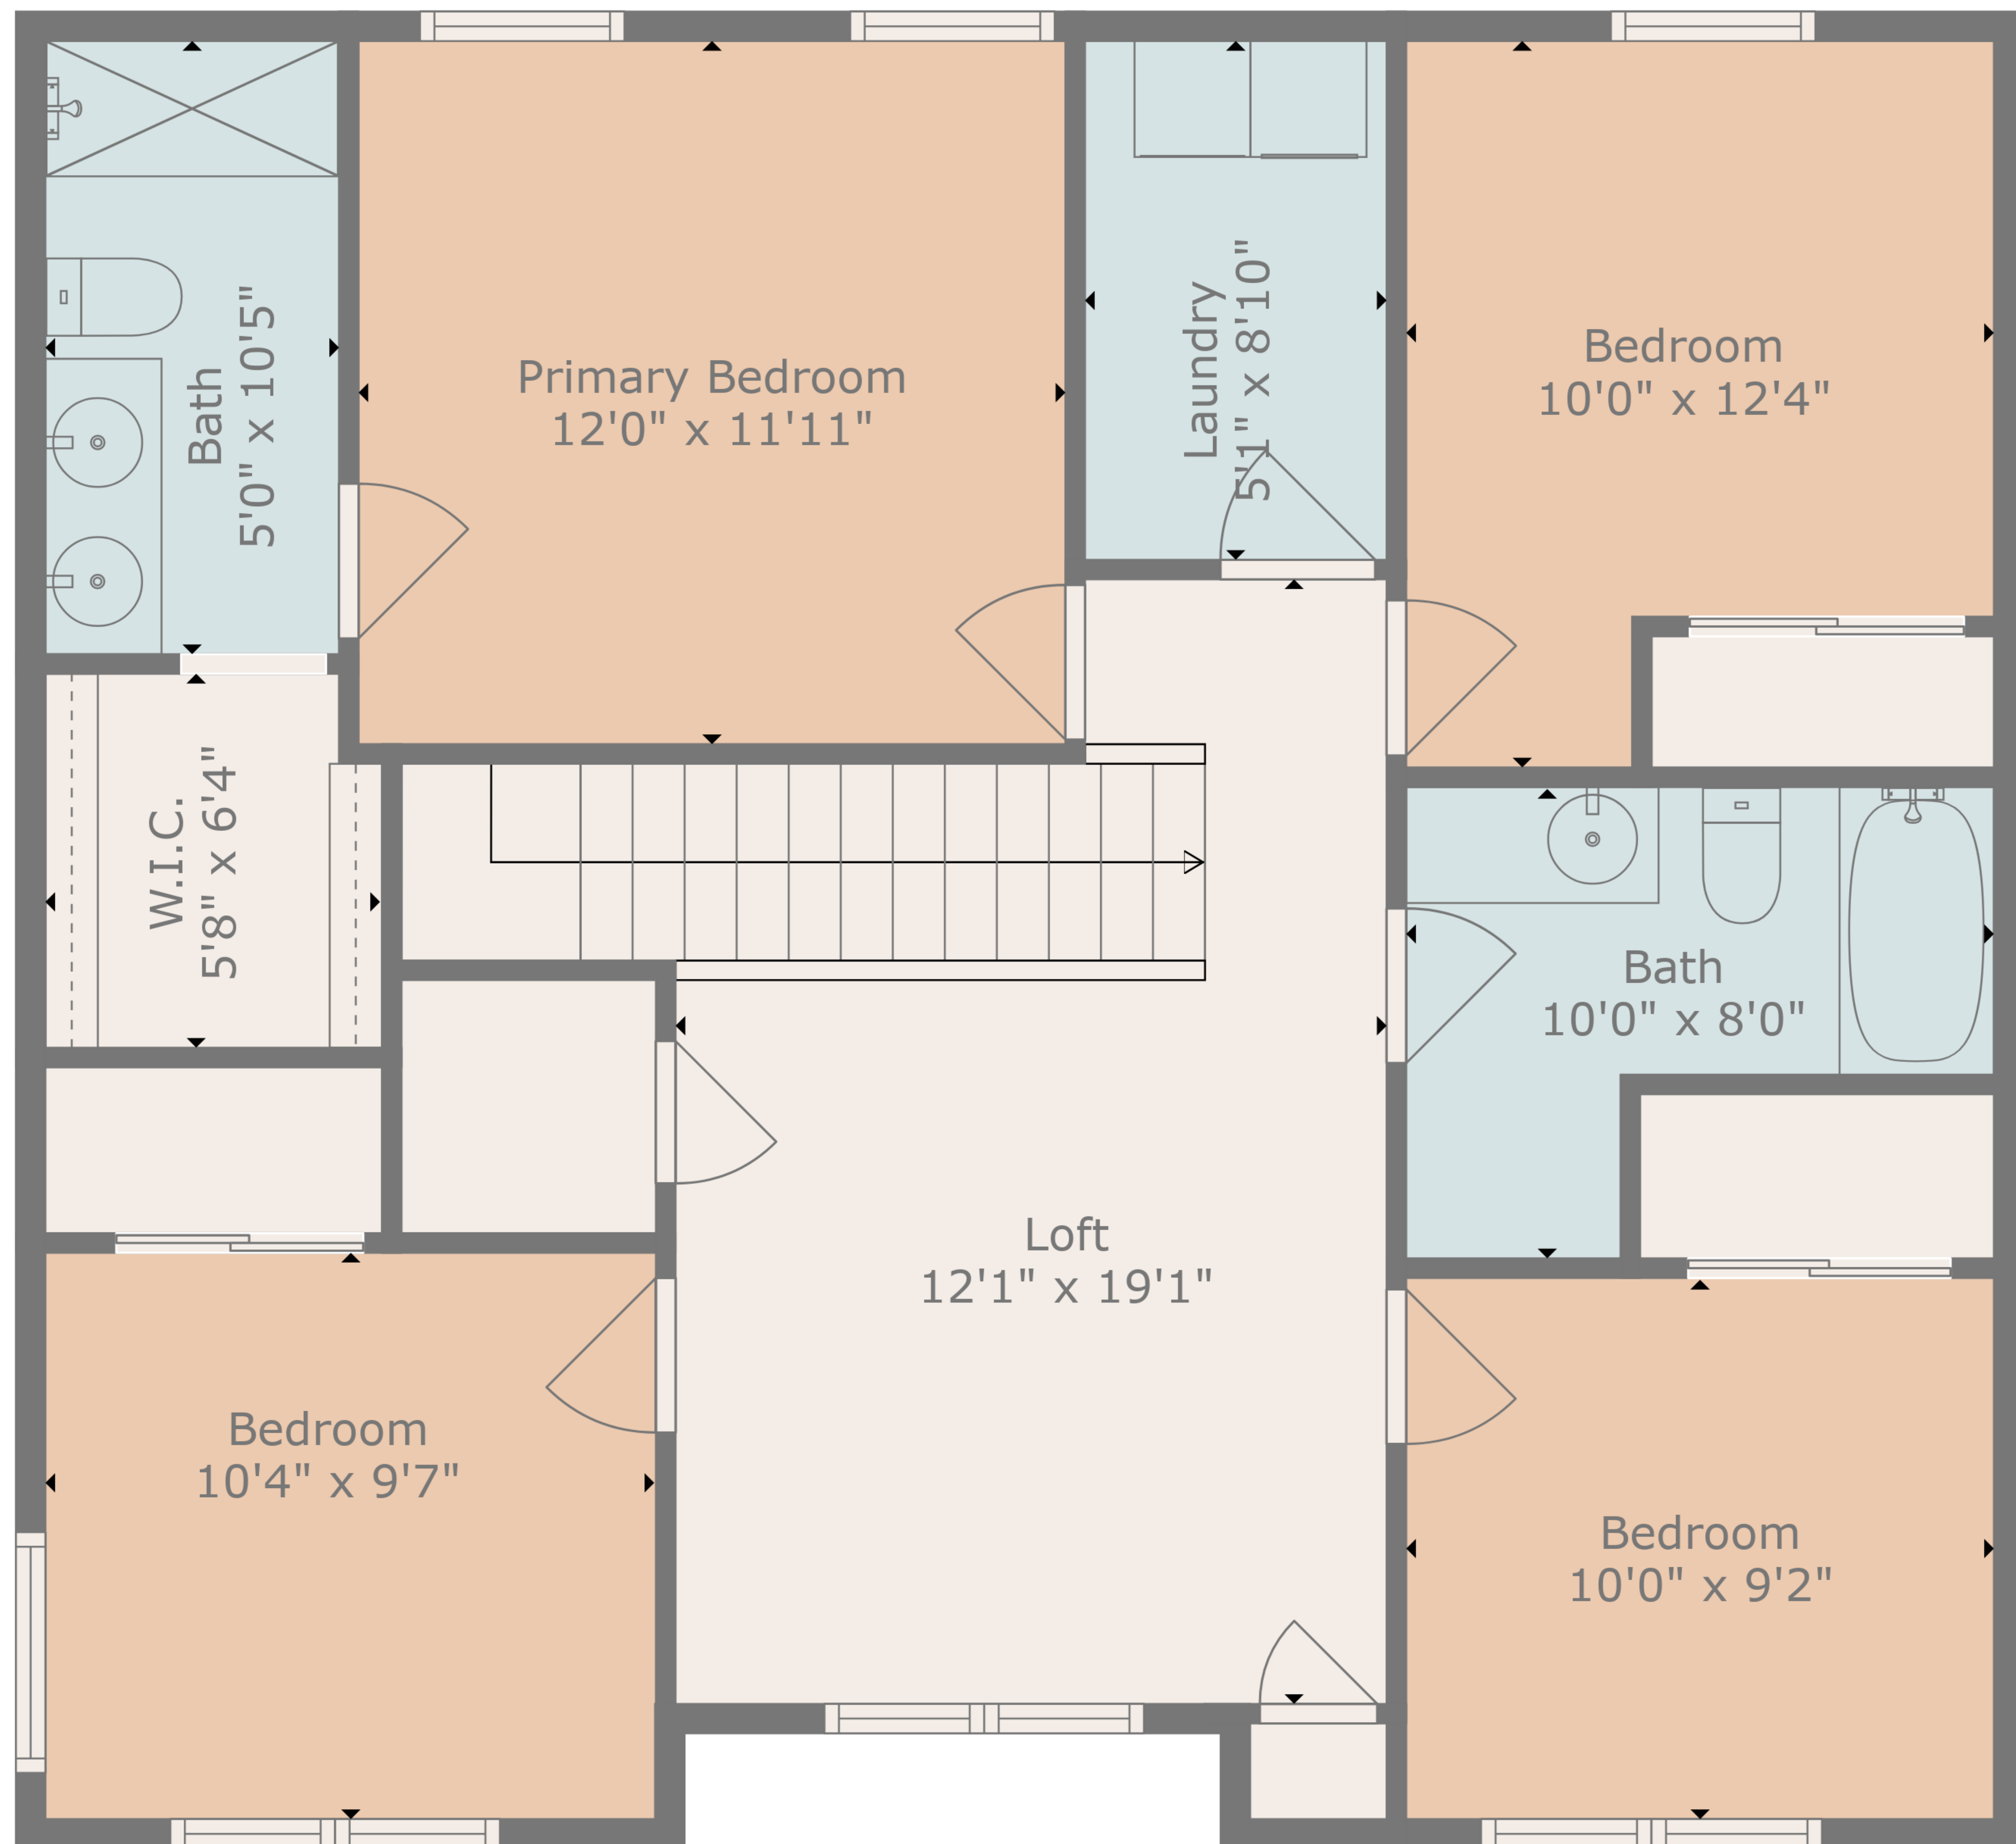 Bath
5'0" x 10'5"
Primary Bedroom
12'0" x 11'11"
Laundry
5'1" x 8'10"
Bedroom
10'0" x 12'4"
W.I.C.
5'8" x 6'4"
Bath
10'0" x 8'0"
Loft
12'1" x 19'1"
Bedroom
10'4" x 9'7"
Bedroom
10'0" x 9'2"